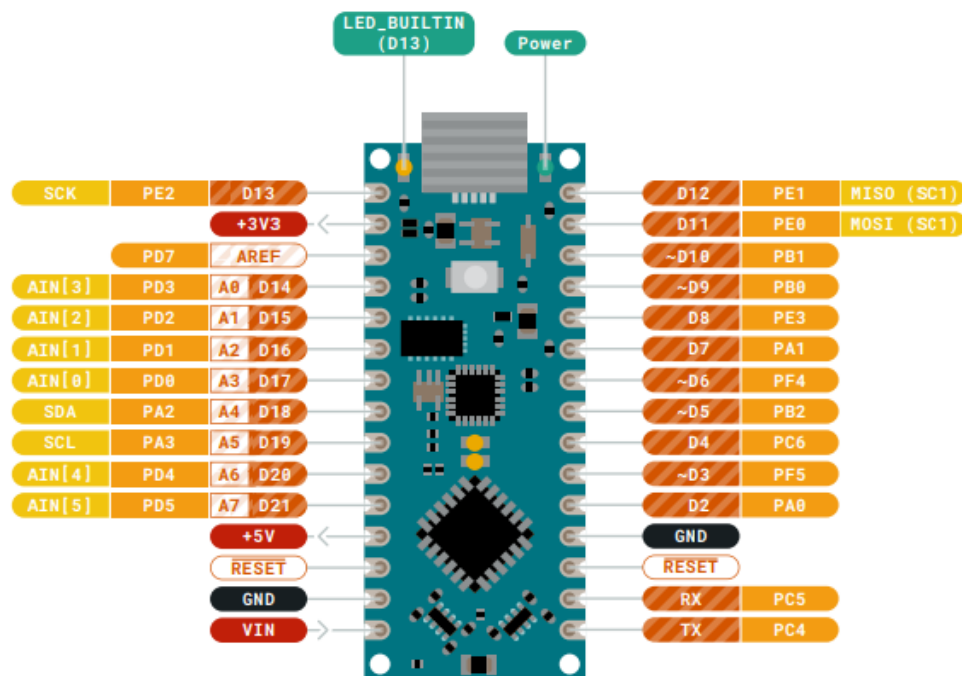 LED_BUILTIN
(D13)
Power
SCK PE2 D13
+3V3
PD7 AREF
AIN[3] PD3 A0 D14
AIN[2] PD2 A1 D15
AIN[1] PD1 A2 D16
AIN[0] PD0 A3 D17
SDA PA2 A4 D18
SCL PA3 A5 D19
AIN[4] PD4 A6 D20
AIN[5] PD5 A7 D21
+5V
RESET
GND
VIN
D12 PE1 MISO (SC1)
D11 PE0 MOSI (SC1)
~D10 PB1
~D9 PB0
D8 PE3
D7 PA1
~D6 PF4
~D5 PB2
D4 PC6
~D3 PF5
D2 PA0
GND
RESET
RX PC5
TX PC4